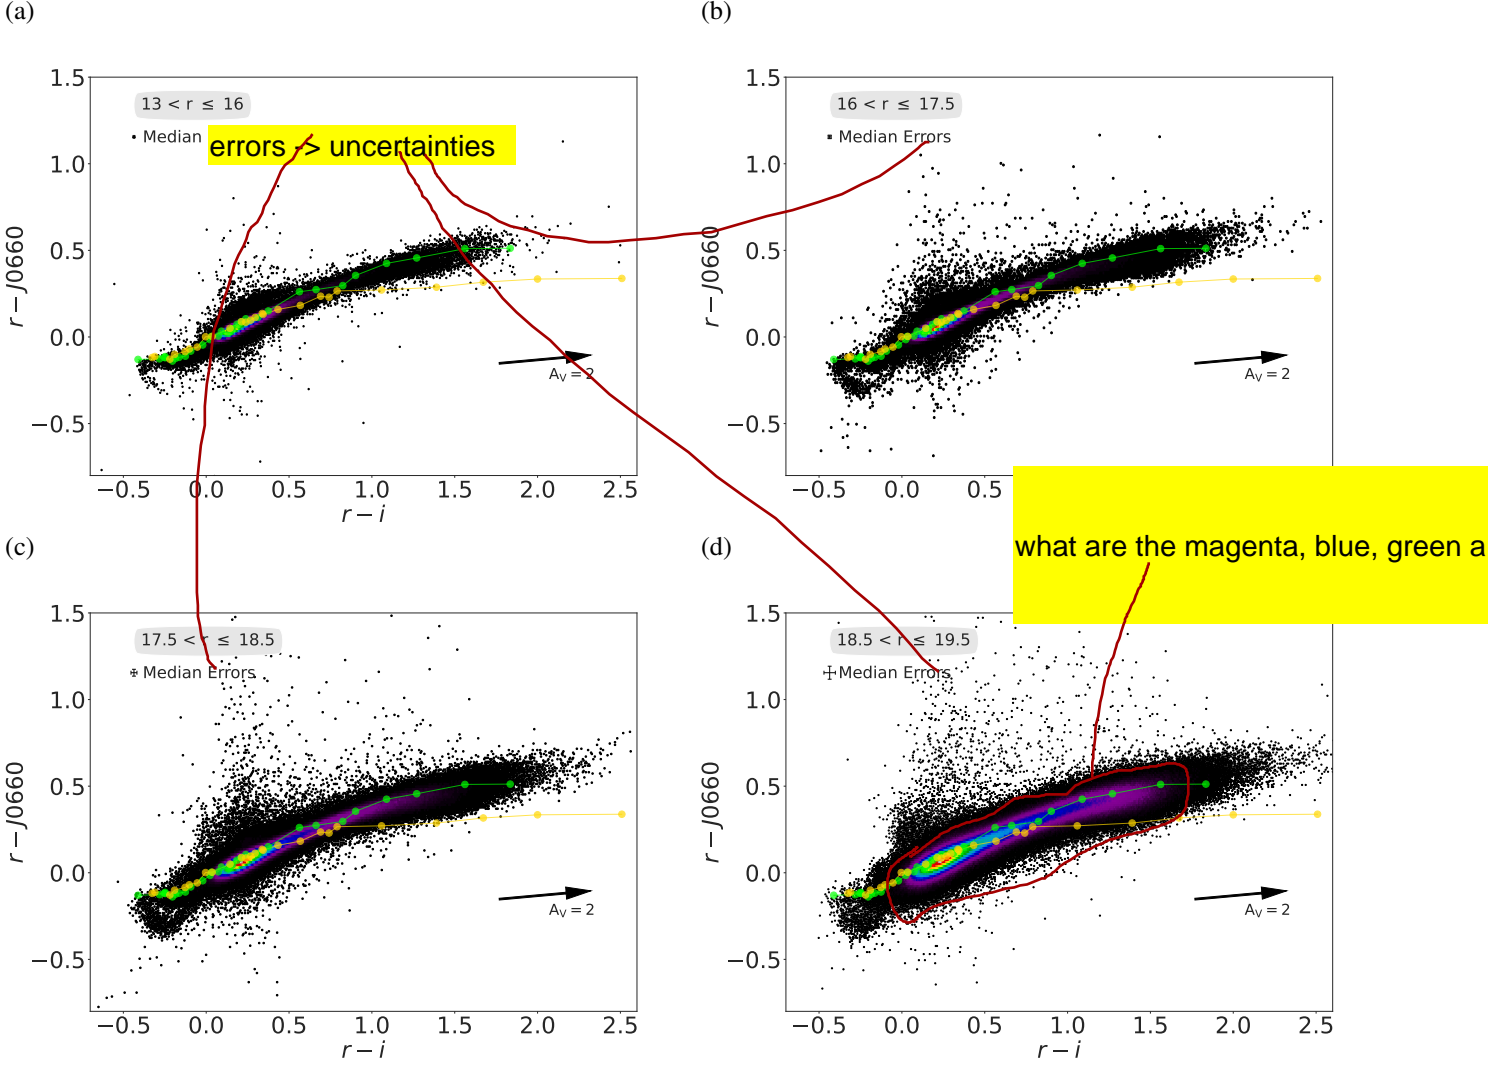 (a)
(b)
1.5
13 < r ≤ 16
Median
errors -> uncertainties
1.0
0.5
0.0
−0.5
r − J0660
A_V = 2
−0.5 0.0 0.5 1.0 1.5 2.0 2.5
r − i
1.5
16 < r ≤ 17.5
Median Errors
1.0
0.5
0.0
−0.5
r − J0660
A_V = 2
−0.5 0.0 0.5
what are the magenta, blue, green a
(c)
(d)
1.5
17.5 < r ≤ 18.5
Median Errors
1.0
0.5
0.0
−0.5
r − J0660
A_V = 2
−0.5 0.0 0.5 1.0 1.5 2.0 2.5
r − i
1.5
18.5 < r ≤ 19.5
Median Errors
1.0
0.5
0.0
−0.5
r − J0660
A_V = 2
−0.5 0.0 0.5 1.0 1.5 2.0 2.5
r − i